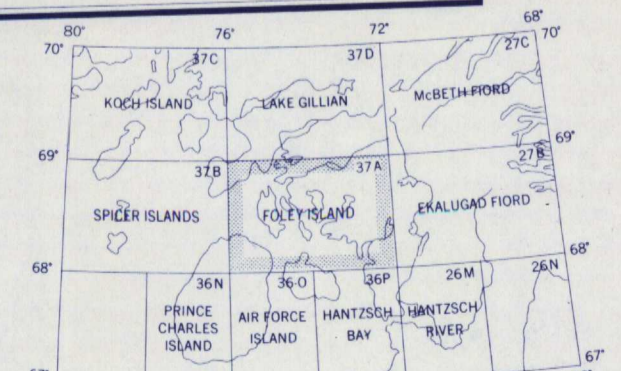 80° 76° 72° 68°
70° 37C 37D 27C 70°
KOCH ISLAND LAKE GILLIAN McBETH FIORD
69° 69°
37B 37A 27B
SPICER ISLANDS FOLEY ISLAND EKALUGAD FIORD
68° 68°
36N 36-O 36P 26M 26N
PRINCE
CHARLES
ISLAND
AIR FORCE
ISLAND
HANTZSCH
BAY
HANTZSCH
RIVER
67°